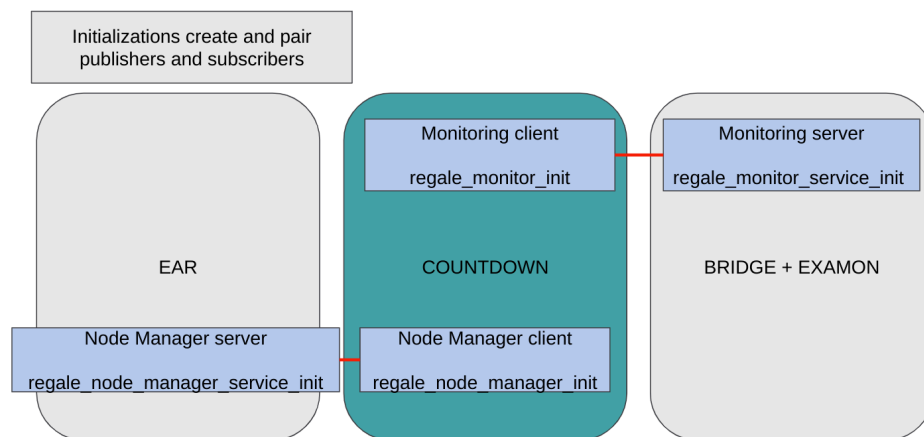 Initializations create and pair
publishers and subscribers
Monitoring client
regale_monitor_init
Monitoring server
regale_monitor_service_init
EAR
COUNTDOWN
BRIDGE + EXAMON
Node Manager server
regale_node_manager_service_init
Node Manager client
regale_node_manager_init